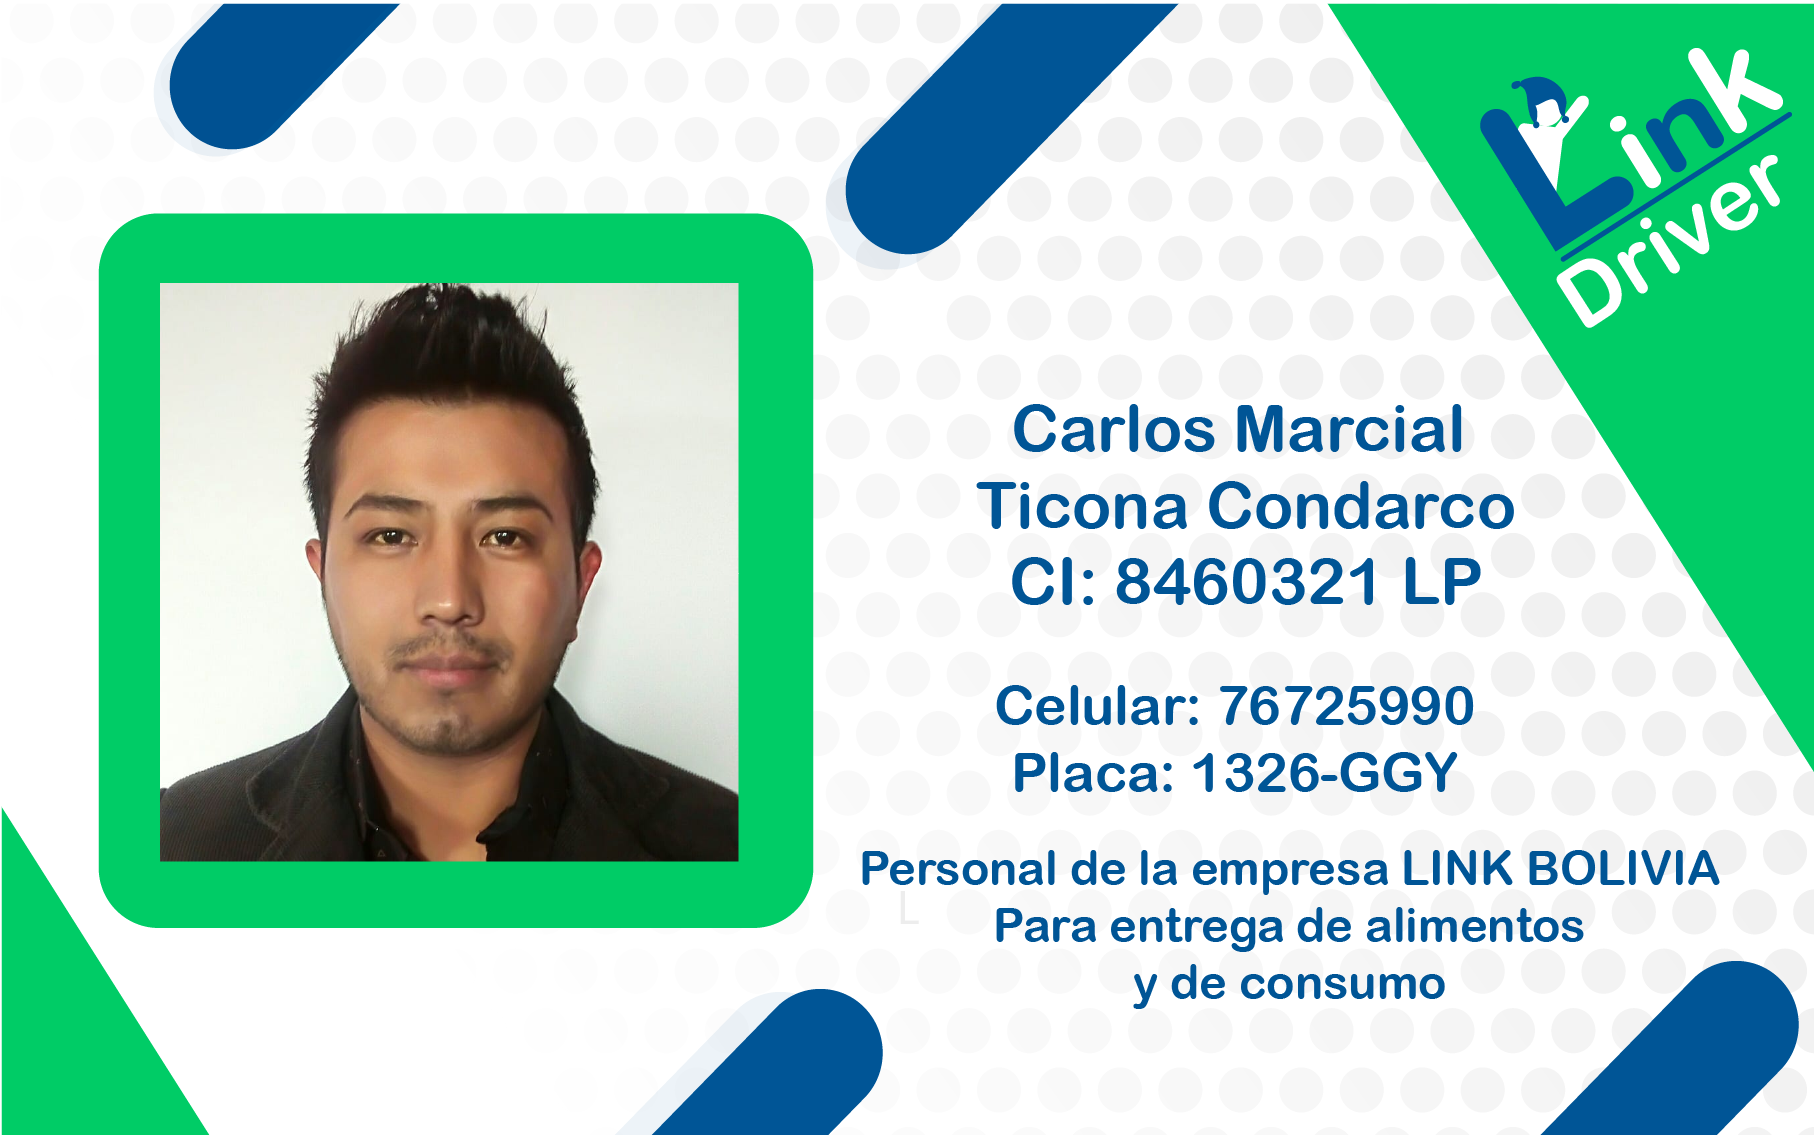 Link
Driver
Carlos Marcial
Ticona Condarco
CI: 8460321 LP
Celular: 76725990
Placa: 1326-GGY
Personal de la empresa LINK BOLIVIA
L
Para entrega de alimentos
y de consumo